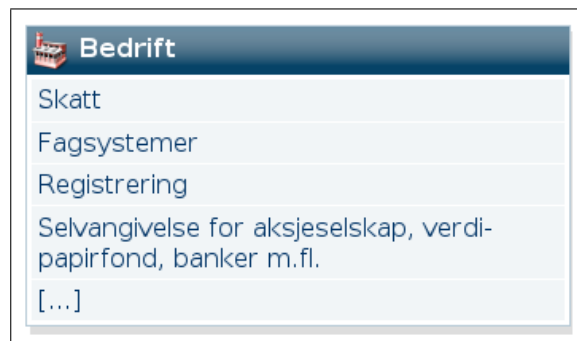 Bedrift
Skatt
Fagsystemer
Registrering
Selvangivelse for aksjeselskap, verdi-
papirfond, banker m.fl.
[...]